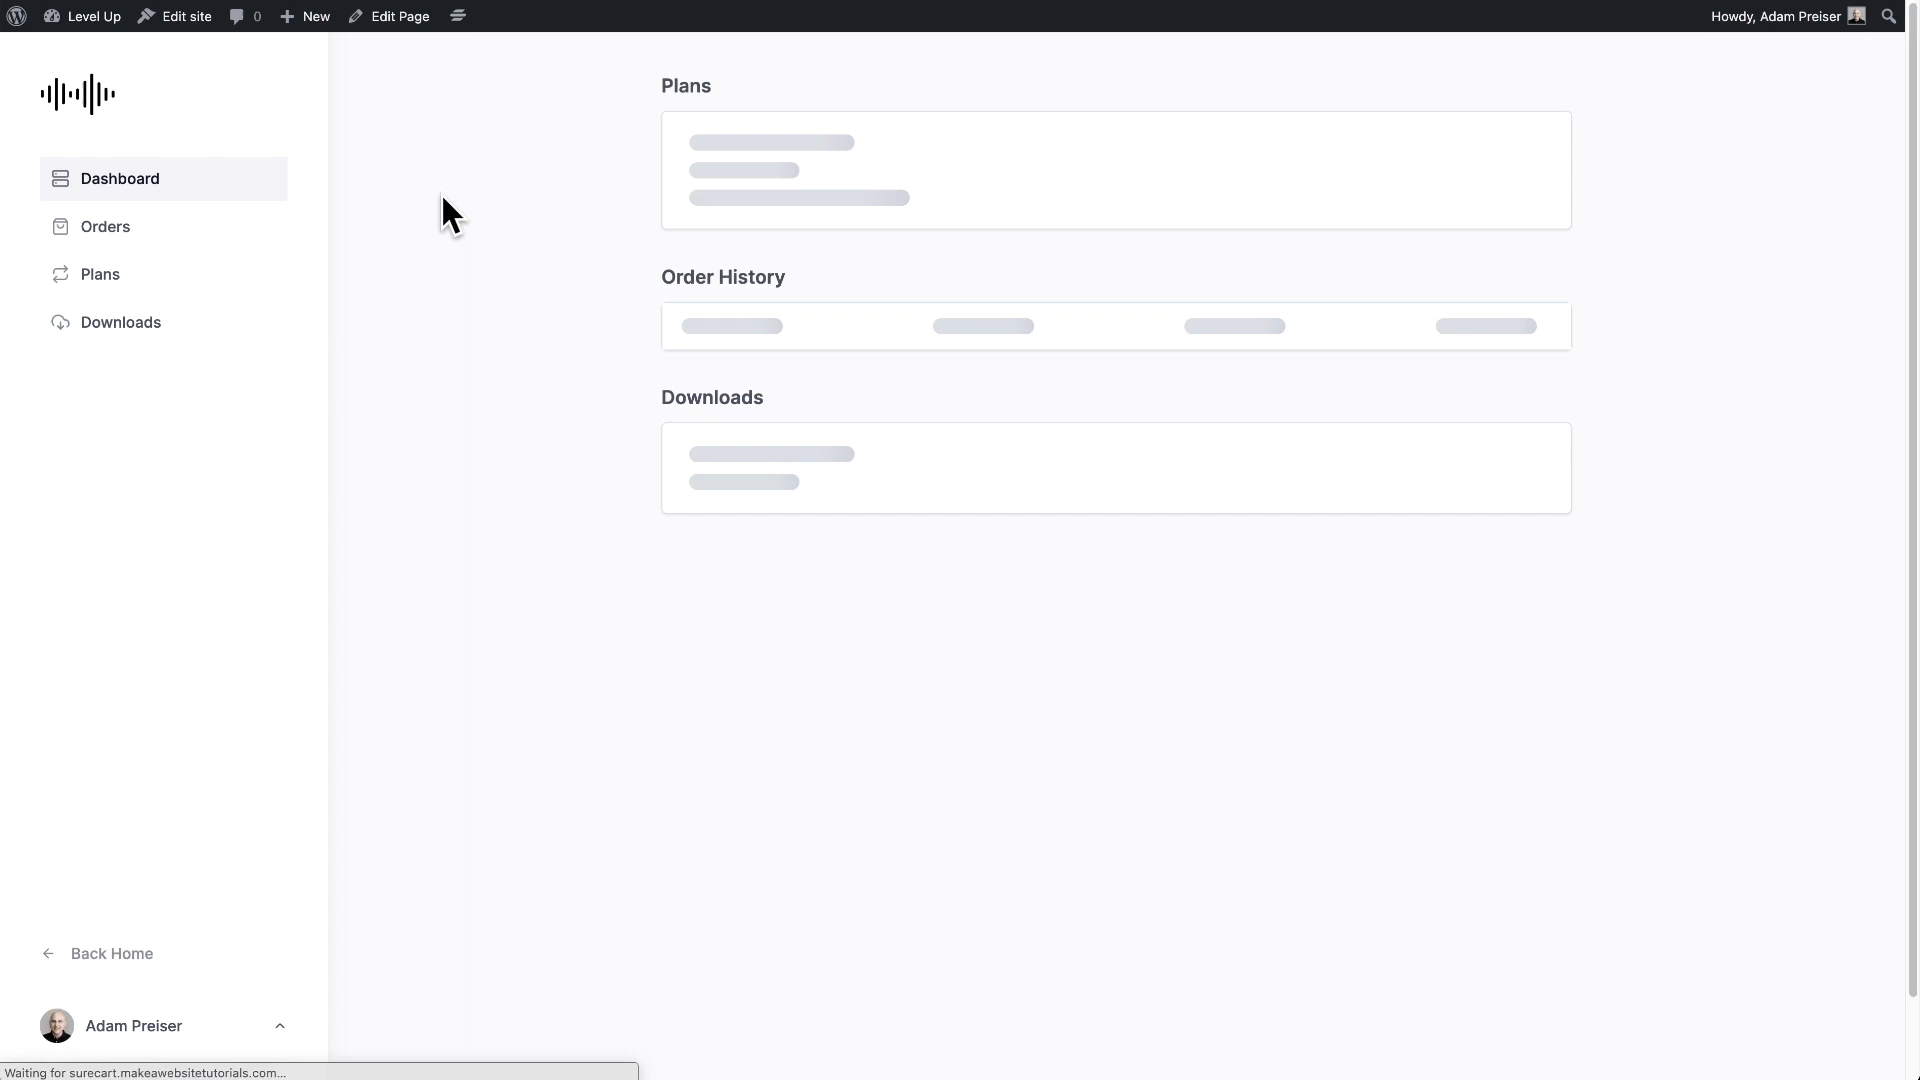 Level Up Edit site 0 New Edit Page Howdy, Adam Preiser
Dashboard
Orders
Plans
Downloads
Plans
Order History
Downloads
Back Home
Adam Preiser
Waiting for surecart.makeawebsitetutorials.com...